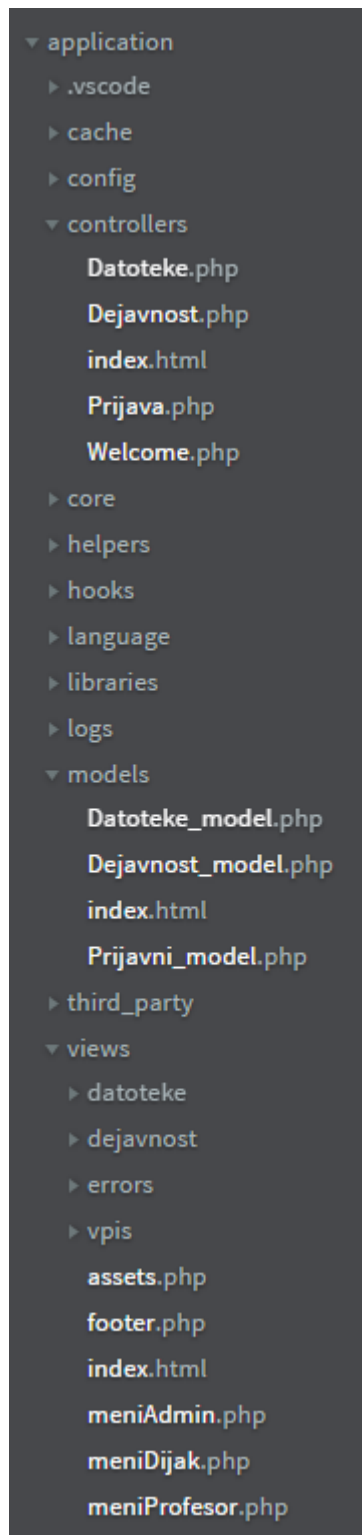 application
.vscode
cache
config
controllers
Datoteke.php
Dejavnost.php
index.html
Prijava.php
Welcome.php
core
helpers
hooks
language
libraries
logs
models
Datoteke_model.php
Dejavnost_model.php
index.html
Prijavni_model.php
third_party
views
datoteke
dejavnost
errors
vpis
assets.php
footer.php
index.html
meniAdmin.php
meniDijak.php
meniProfesor.php